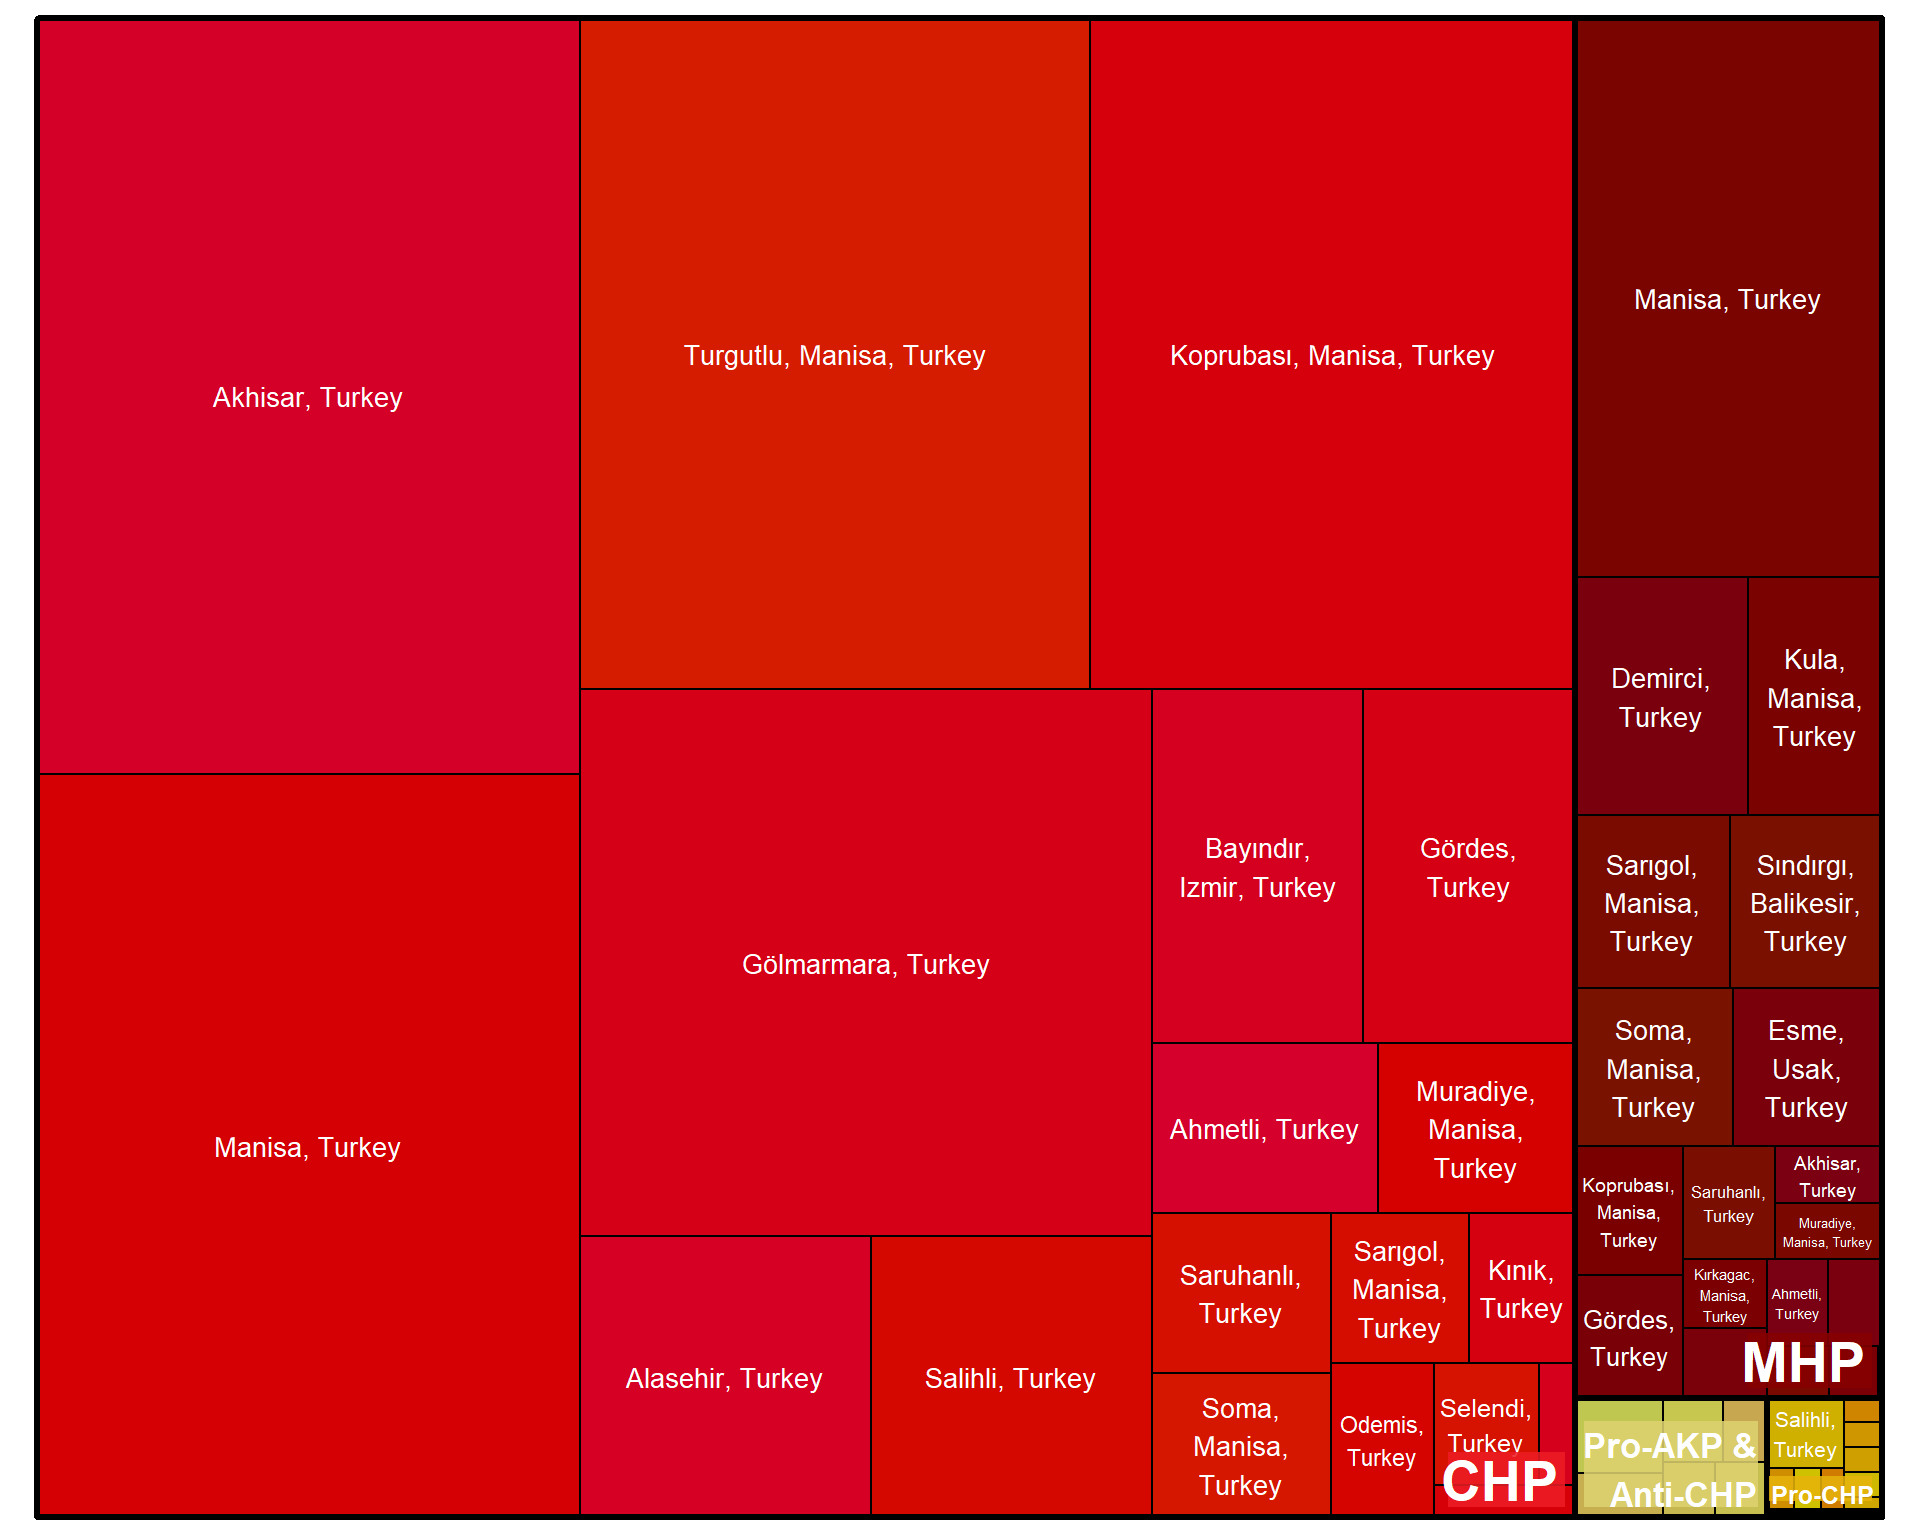 Akhisar, Turkey
Turgutlu, Manisa, Turkey
Koprubası, Manisa, Turkey
Manisa, Turkey
Gölmarmara, Turkey
Bayındır,
Izmir, Turkey
Gördes,
Turkey
Ahmetli, Turkey
Muradiye,
Manisa,
Turkey
Alasehir, Turkey
Salihli, Turkey
Saruhanlı,
Turkey
Sarıgol,
Manisa,
Turkey
Kınık,
Turkey
Soma,
Manisa,
Turkey
Odemis,
Turkey
Selendi,
Turkey
CHP
Manisa, Turkey
Demirci,
Turkey
Kula,
Manisa,
Turkey
Sarıgol,
Manisa,
Turkey
Sındırgı,
Balikesir,
Turkey
Soma,
Manisa,
Turkey
Esme,
Usak,
Turkey
Koprubası,
Manisa,
Turkey
Saruhanlı,
Turkey
Akhisar,
Turkey
Muradiye,
Manisa, Turkey
Gördes,
Turkey
Kırkagac,
Manisa,
Turkey
Ahmetli,
Turkey
MHP
Pro-AKP &
Anti-CHP
Salihli,
Turkey
Pro-CHP